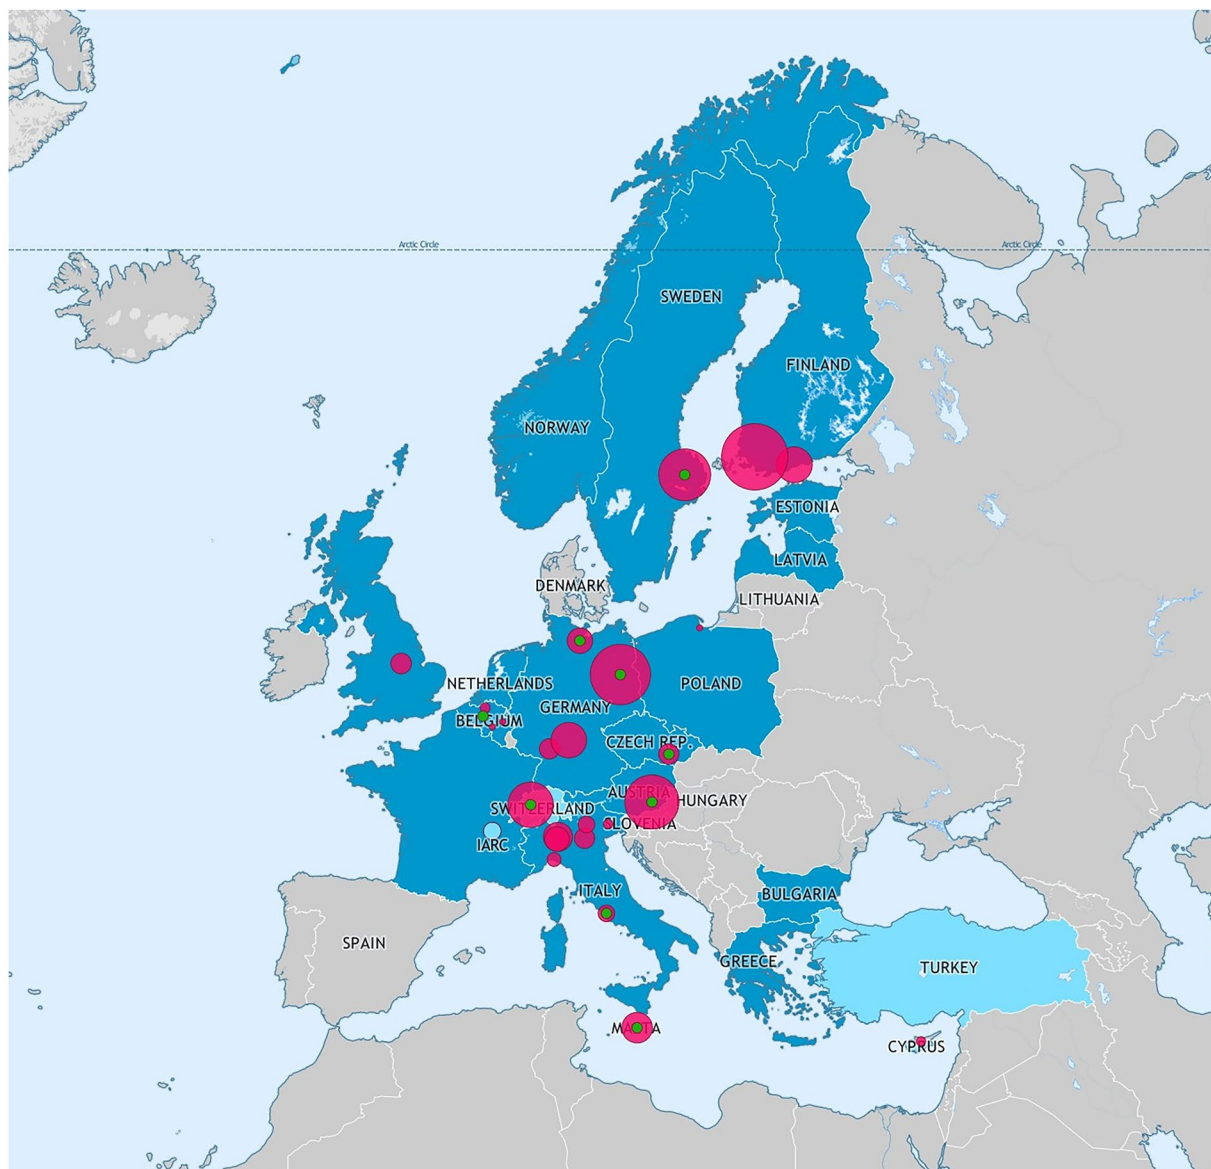 Arctic Circle
Arctic Circle
SWEDEN
FINLAND
NORWAY
ESTONIA
LATVIA
DENMARK
LITHUANIA
NETHERLANDS
POLAND
GERMANY
BELGIUM
CZECH REP.
AUSTRIA
HUNGARY
SWITZERLAND
SLOVENIA
IARC
ITALY
BULGARIA
SPAIN
GREECE
TURKEY
MALTA
CYPRUS